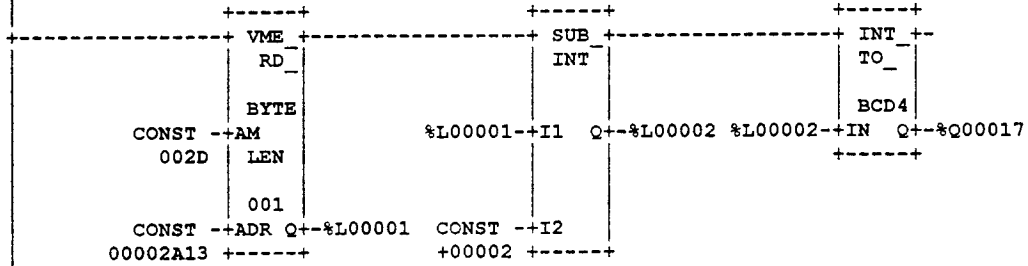 VME_ SUB_ INT_
RD_ INT TO_
BYTE BCD4
CONST -+AM %L00001-+I1 Q+-%L00002 %L00002-+IN Q+-%Q00017
002D LEN
001
CONST -+ADR Q+-%L00001 CONST -+I2
00002A13 +00002